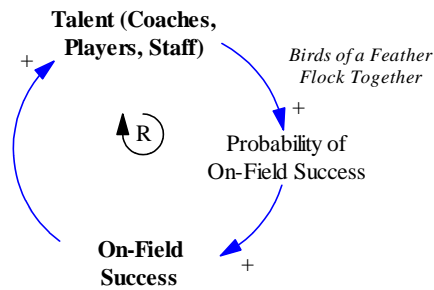 Talent (Coaches,
Players, Staff)
+
Birds of a Feather
Flock Together
+
R
Probability of
On-Field Success
On-Field
Success
+